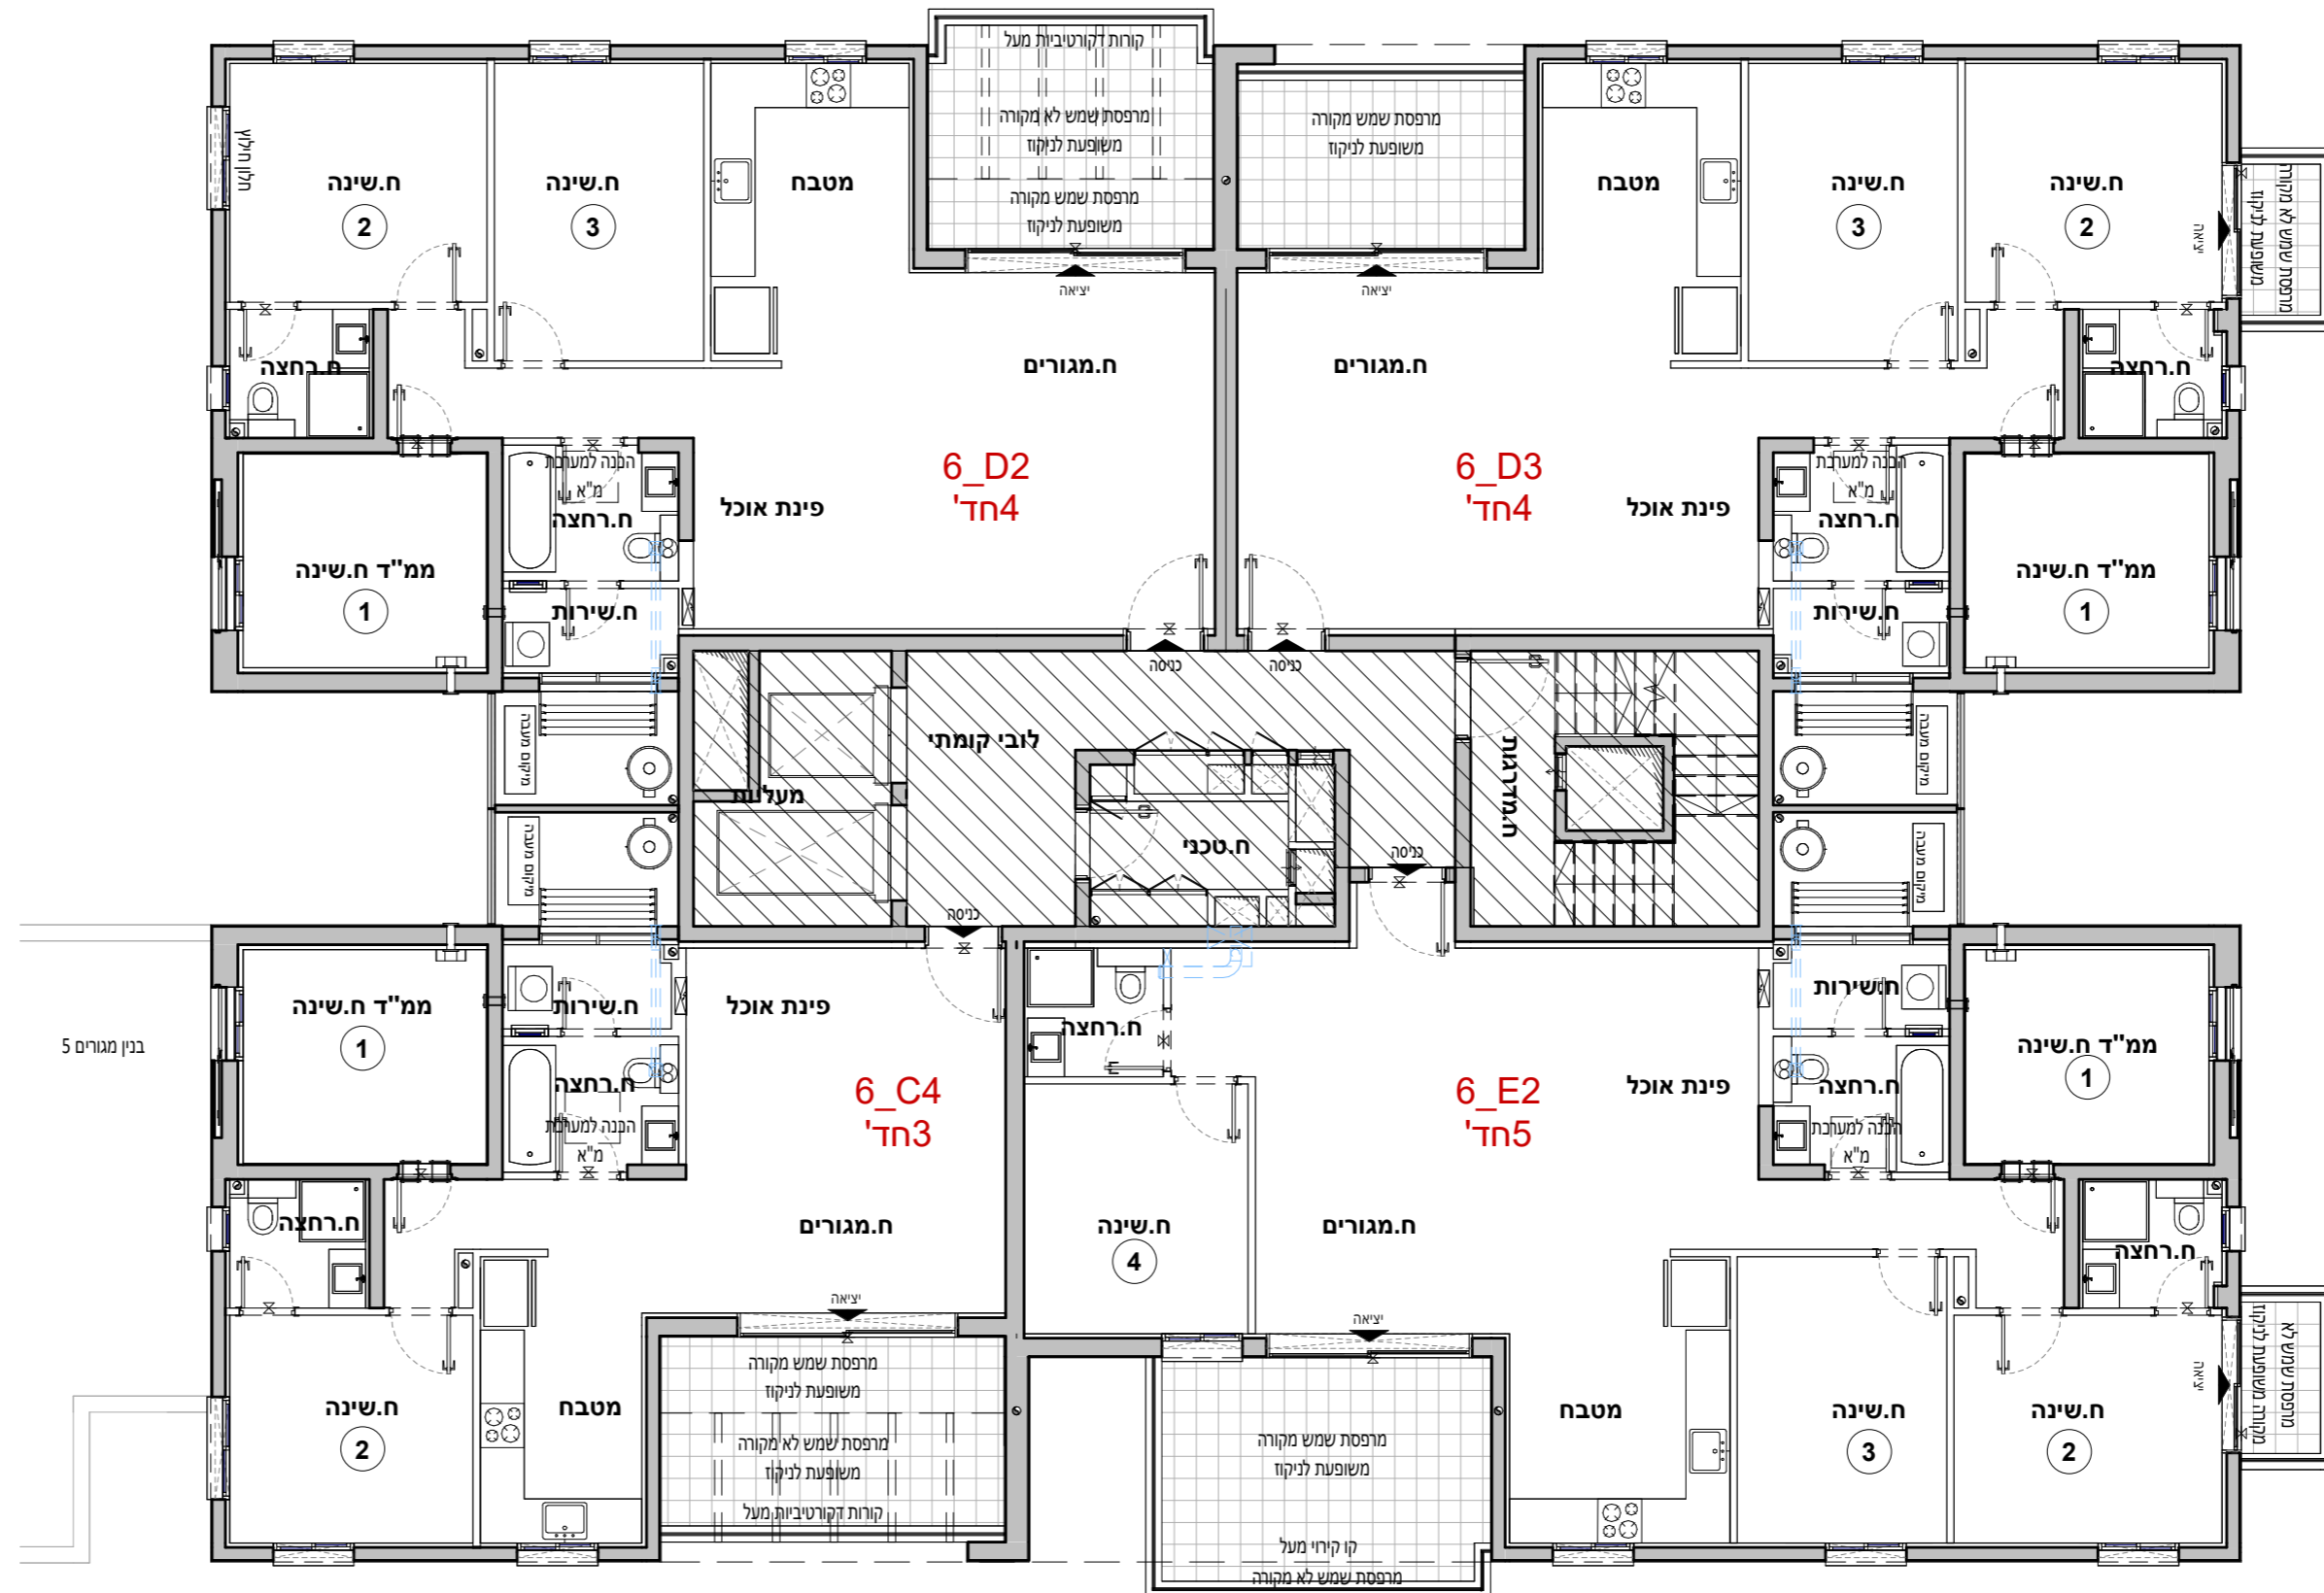 קורות דקורטיביות מעל
מרפסת שמש לא מקורה
משופעת לניקוז
מרפסת שמש מקורה
משופעת לניקוז
מרפסת שמש מקורה
משופעת לניקוז
חלון חילוץ
ח.שינה
2
ח.שינה
3
מטבח
מטבח
ח.שינה
3
ח.שינה
2
יציאה
מרפסת שמש לא מקורה
משופעת לניקוז
יציאה
יציאה
ח.רחצה
ח.מגורים
ח.מגורים
ח.רחצה
6_D2
4חד'
6_D3
4חד'
הכנה למערכת
מ"א
ח.רחצה
פינת אוכל
פינת אוכל
הכנה למערכת
מ"א
ח.רחצה
ממ"ד ח.שינה
1
ח.שירות
ח.שירות
ממ"ד ח.שינה
1
כניסה
כניסה
מיקום מעבה
לובי קומתי
מעליות
ח.מדרגות
מיקום מעבה
מיקום מעבה
ח.טכני
כניסה
כניסה
מיקום מעבה
בנין מגורים 5
ממ"ד ח.שינה
1
ח.שירות
פינת אוכל
ח.רחצה
ח.שירות
ממ"ד ח.שינה
1
ח.רחצה
הכנה למערכת
מ"א
6_C4
3חד'
6_E2
5חד'
פינת אוכל
ח.רחצה
הכנה למערכת
מ"א
ח.רחצה
ח.מגורים
ח.שינה
4
ח.מגורים
ח.רחצה
יציאה
יציאה
יציאה
מרפסת שמש לא
מקורה משופעת לניקוז
ח.שינה
2
מטבח
מרפסת שמש מקורה
משופעת לניקוז
מרפסת שמש לא מקורה
משופעת לניקוז
קורות דקורטיביות מעל
מרפסת שמש מקורה
משופעת לניקוז
קו קירוי מעל
מרפסת שמש לא מקורה
מטבח
ח.שינה
3
ח.שינה
2